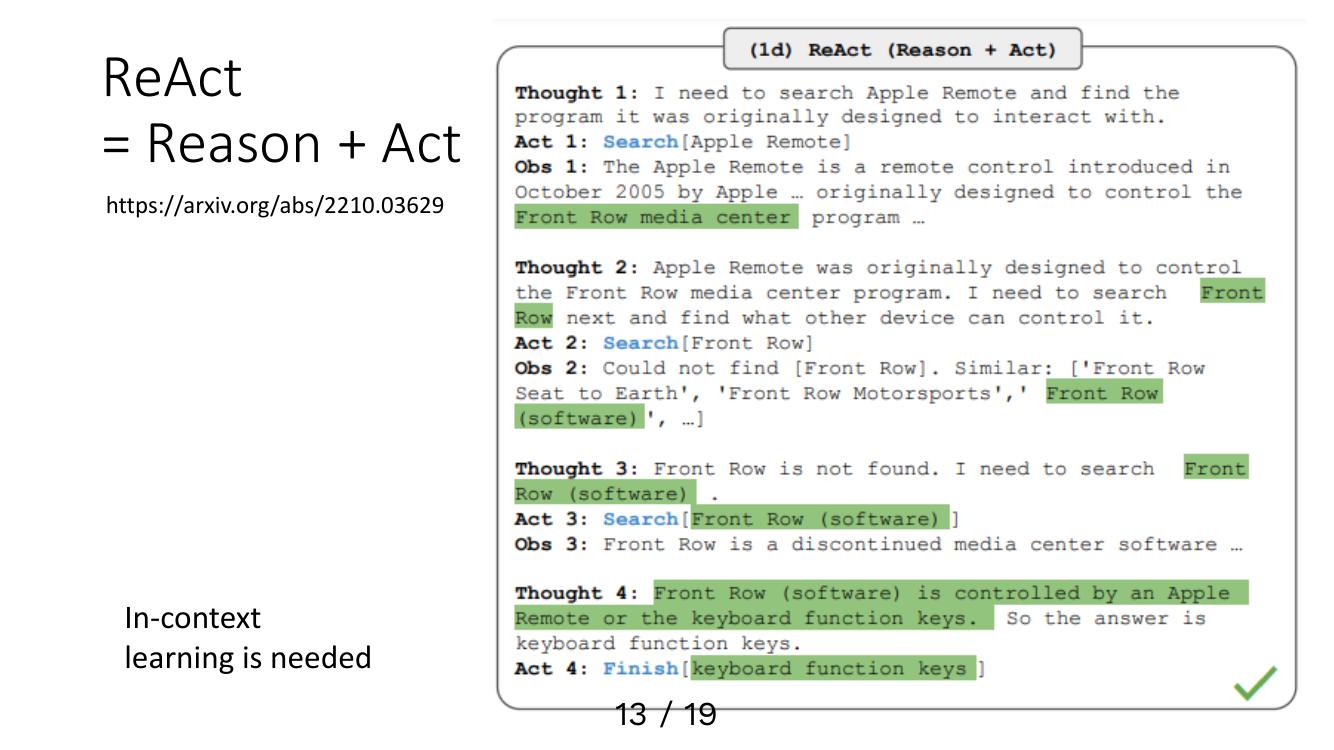 ReAct
= Reason + Act
https://arxiv.org/abs/2210.03629
(1d) ReAct (Reason + Act)
Thought 1: I need to search Apple Remote and find the
program it was originally designed to interact with.
Act 1: Search[Apple Remote]
Obs 1: The Apple Remote is a remote control introduced in
October 2005 by Apple … originally designed to control the
Front Row media center program …
Thought 2: Apple Remote was originally designed to control
the Front Row media center program. I need to search Front
Row next and find what other device can control it.
Act 2: Search[Front Row]
Obs 2: Could not find [Front Row]. Similar: ['Front Row
Seat to Earth', 'Front Row Motorsports',' Front Row
(software)', …]
Thought 3: Front Row is not found. I need to search Front
Row (software) .
Act 3: Search[Front Row (software) ]
Obs 3: Front Row is a discontinued media center software …
Thought 4: Front Row (software) is controlled by an Apple
Remote or the keyboard function keys. So the answer is
keyboard function keys.
Act 4: Finish[keyboard function keys ]
In-context
learning is needed
13 / 19